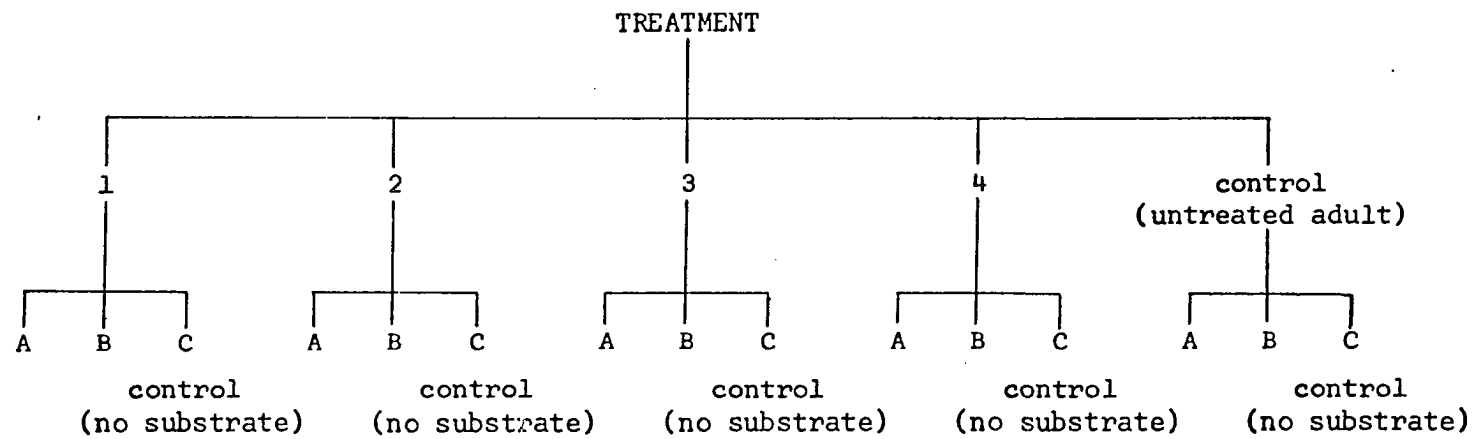 TREATMENT
1 2 3 4 control
(untreated adult)
A B C A B C A B C A B C A B C
control control control control control
(no substrate) (no substrate) (no substrate) (no substrate) (no substrate)